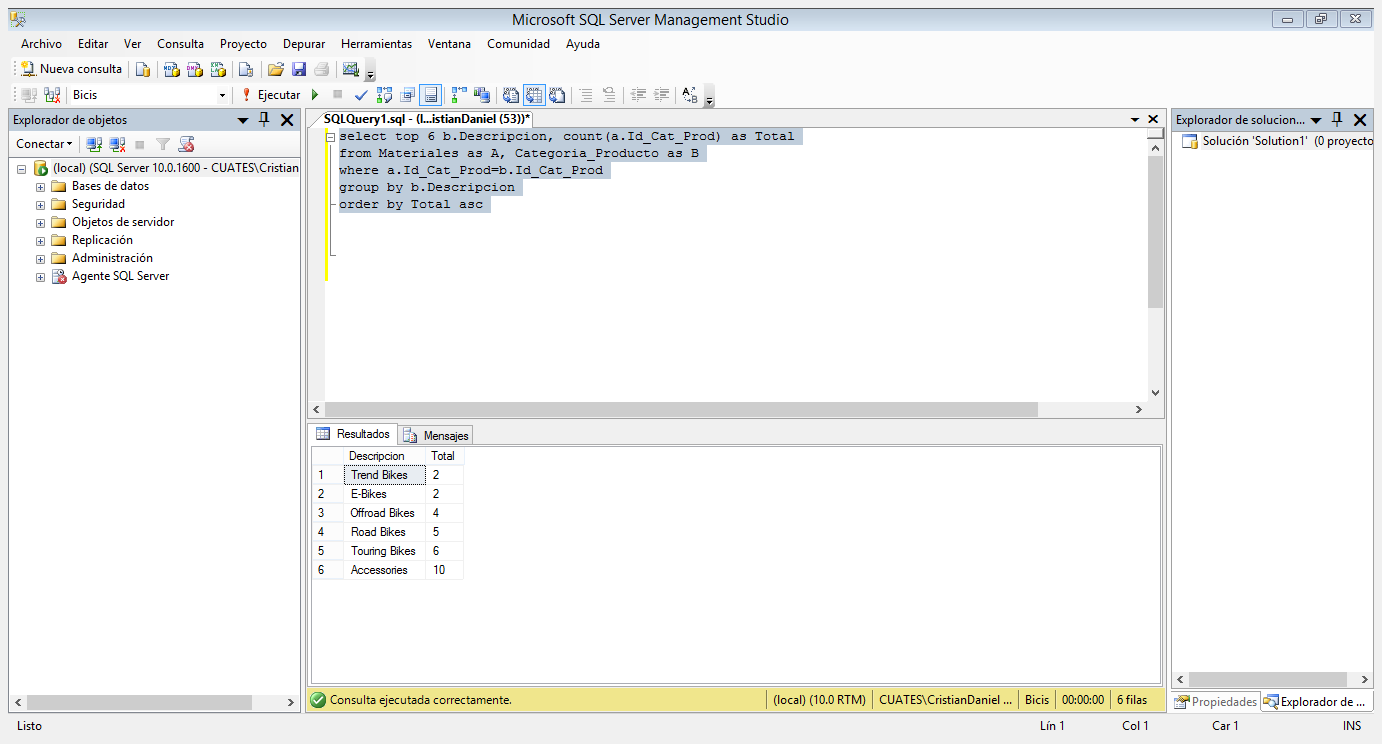 Microsoft SQL Server Management Studio
Archivo Editar Ver Consulta Proyecto Depurar Herramientas Ventana Comunidad Ayuda
Nueva consulta
Bicis Ejecutar
Explorador de objetos
Conectar
(local) (SQL Server 10.0.1600 - CUATES\Cristian
Bases de datos
Seguridad
Objetos de servidor
Replicación
Administración
Agente SQL Server
SQLQuery1.sql - (l...istianDaniel (53))*
select top 6 b.Descripcion, count(a.Id_Cat_Prod) as Total
from Materiales as A, Categoria_Producto as B
where a.Id_Cat_Prod=b.Id_Cat_Prod
group by b.Descripcion
order by Total asc
Resultados Mensajes
Descripcion Total
1 Trend Bikes 2
2 E-Bikes 2
3 Offroad Bikes 4
4 Road Bikes 5
5 Touring Bikes 6
6 Accessories 10
Consulta ejecutada correctamente. (local) (10.0 RTM) CUATES\CristianDaniel ... Bicis 00:00:00 6 filas
Explorador de solucion...
Solución 'Solution1' (0 proyecto
Propiedades Explorador de ...
Listo Lín 1 Col 1 Car 1 INS